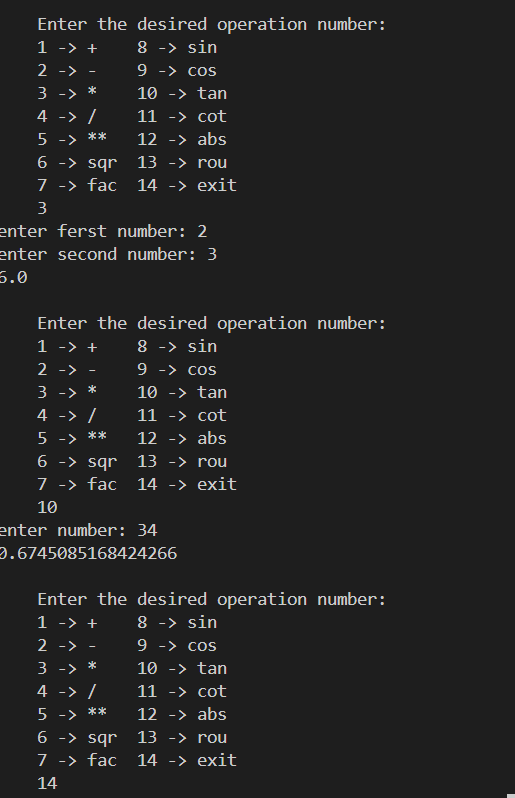 Enter the desired operation number:
1 -> +    8 -> sin
2 -> -    9 -> cos
3 -> *    10 -> tan
4 -> /    11 -> cot
5 -> **   12 -> abs
6 -> sqr  13 -> rou
7 -> fac  14 -> exit
3
enter ferst number: 2
enter second number: 3
6.0
Enter the desired operation number:
1 -> +    8 -> sin
2 -> -    9 -> cos
3 -> *    10 -> tan
4 -> /    11 -> cot
5 -> **   12 -> abs
6 -> sqr  13 -> rou
7 -> fac  14 -> exit
10
enter number: 34
0.6745085168424266
Enter the desired operation number:
1 -> +    8 -> sin
2 -> -    9 -> cos
3 -> *    10 -> tan
4 -> /    11 -> cot
5 -> **   12 -> abs
6 -> sqr  13 -> rou
7 -> fac  14 -> exit
14